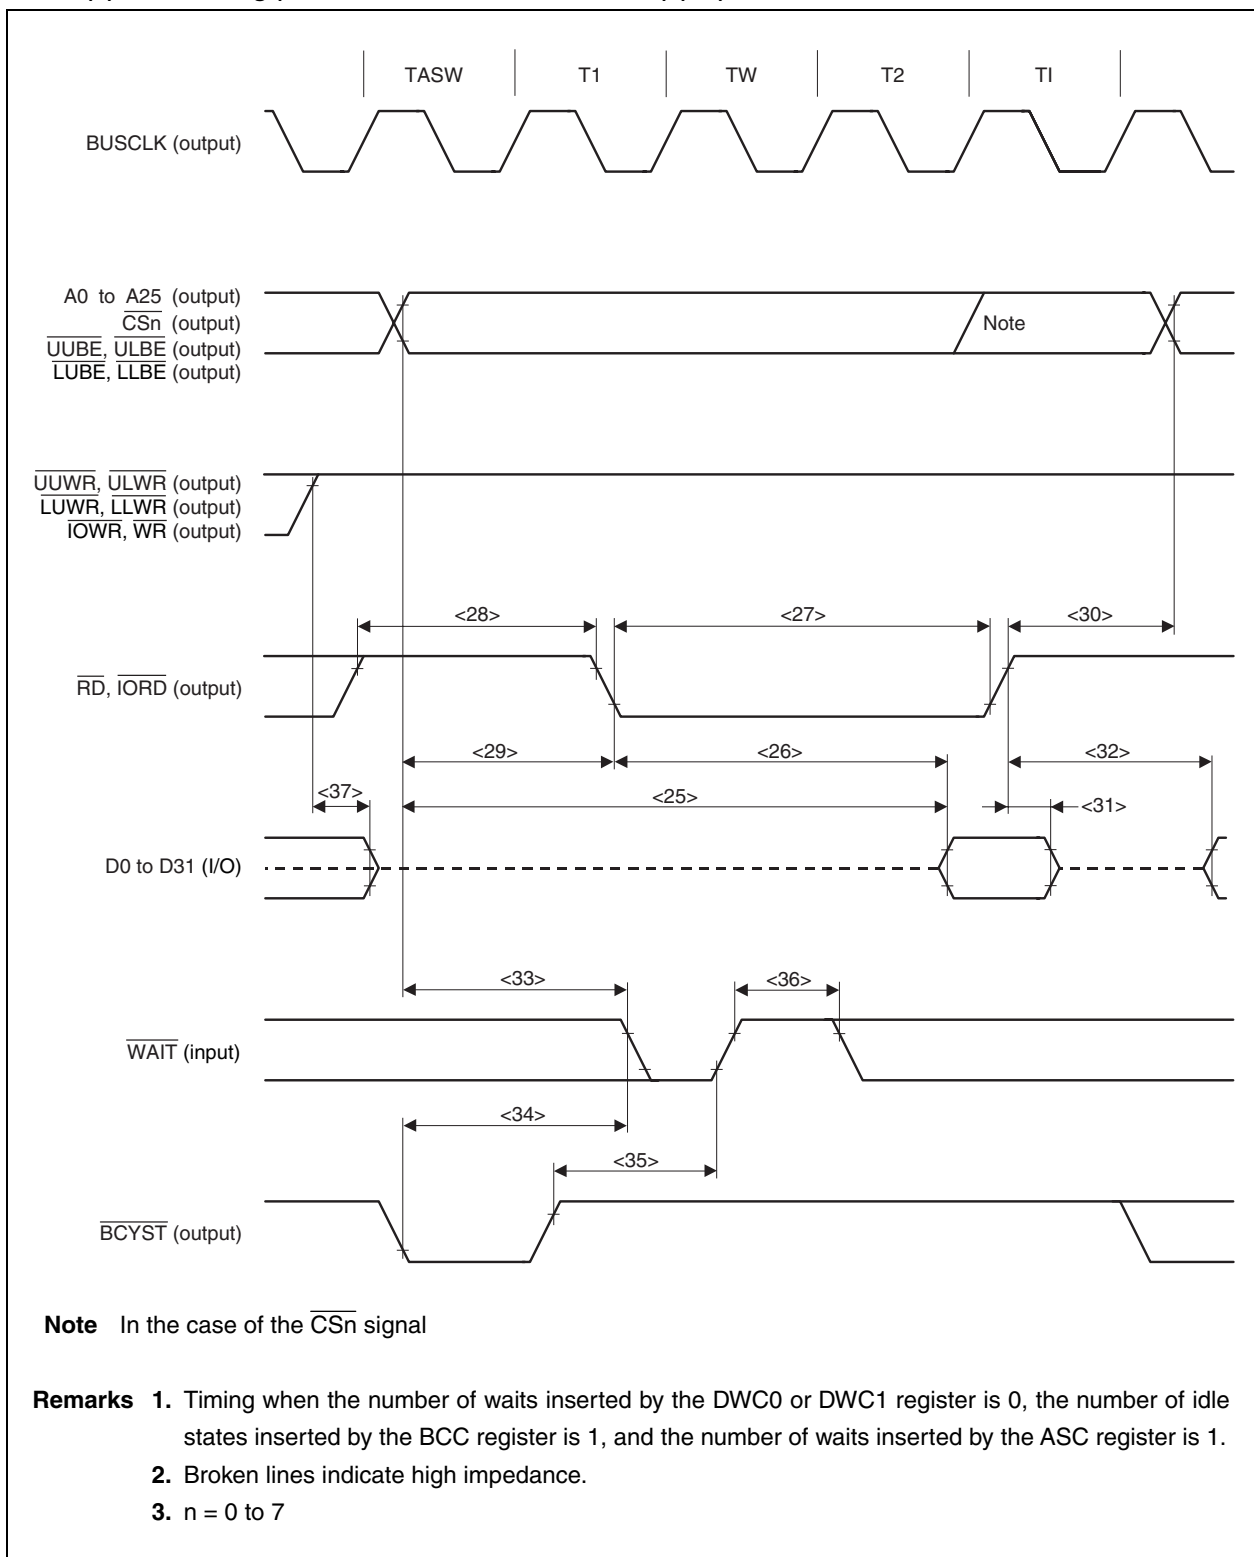 TASW T1 TW T2 TI
BUSCLK (output)
A0 to A25 (output)
CSn (output)
Note
UUBE, ULBE (output)
LUBE, LLBE (output)
UUWR, ULWR (output)
LUWR, LLWR (output)
IOWR, WR (output)
<28> <27> <30>
RD, IORD (output)
<29> <26> <32>
<37> <25> <31>
D0 to D31 (I/O)
<33> <36>
WAIT (input)
<34>
<35>
BCYST (output)
Note In the case of the CSn signal
Remarks 1. Timing when the number of waits inserted by the DWC0 or DWC1 register is 0, the number of idle
states inserted by the BCC register is 1, and the number of waits inserted by the ASC register is 1.
2. Broken lines indicate high impedance.
3. n = 0 to 7